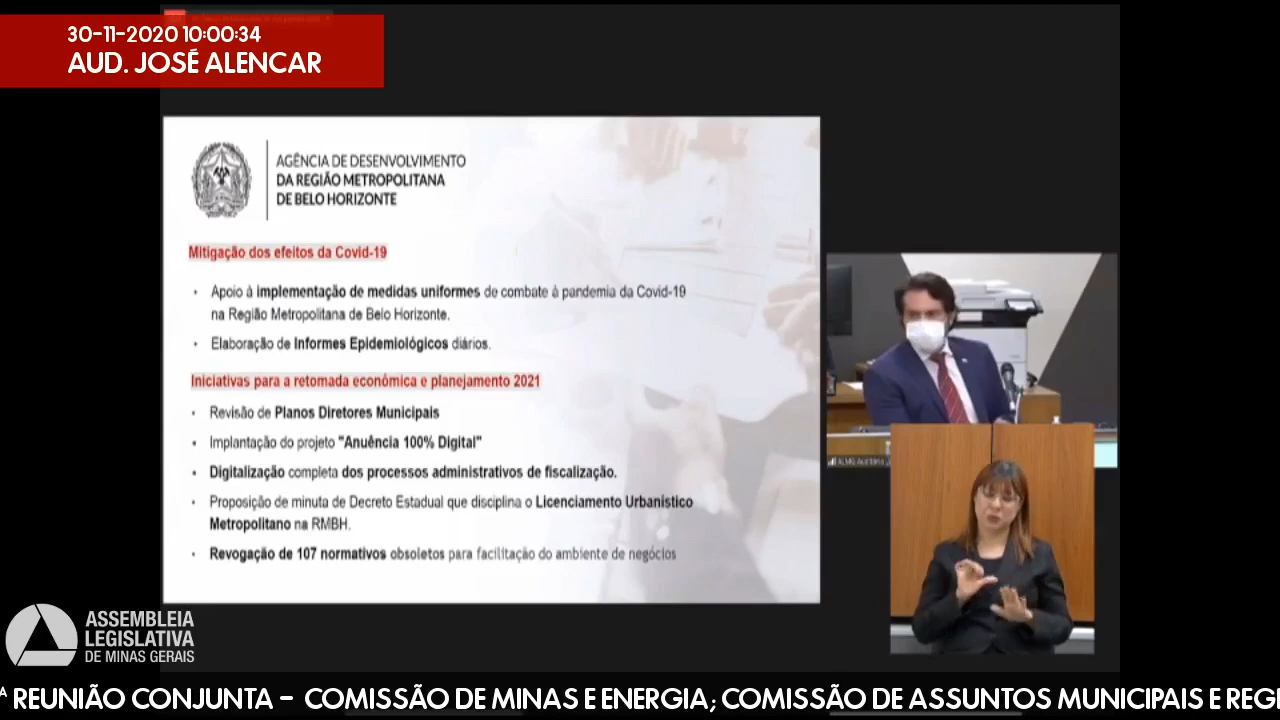 30-11-2020 10:00:34
AUD. JOSÉ ALENCAR
AGÊNCIA DE DESENVOLVIMENTO
DA REGIÃO METROPOLITANA
DE BELO HORIZONTE
Mitigação dos efeitos da Covid-19
• Apoio à implementação de medidas uniformes de combate à pandemia da Covid-19
na Região Metropolitana de Belo Horizonte.
• Elaboração de Informes Epidemiológicos diários.
Iniciativas para a retomada econômica e planejamento 2021
• Revisão de Planos Diretores Municipais
• Implantação do projeto "Anuência 100% Digital"
• Digitalização completa dos processos administrativos de fiscalização.
• Proposição de minuta de Decreto Estadual que disciplina o Licenciamento Urbanístico
Metropolitano na RMBH.
• Revogação de 107 normativos obsoletos para facilitação do ambiente de negócios
ALMG Auditório
ASSEMBLEIA
LEGISLATIVA
DE MINAS GERAIS
ª REUNIÃO CONJUNTA - COMISSÃO DE MINAS E ENERGIA; COMISSÃO DE ASSUNTOS MUNICIPAIS E REG